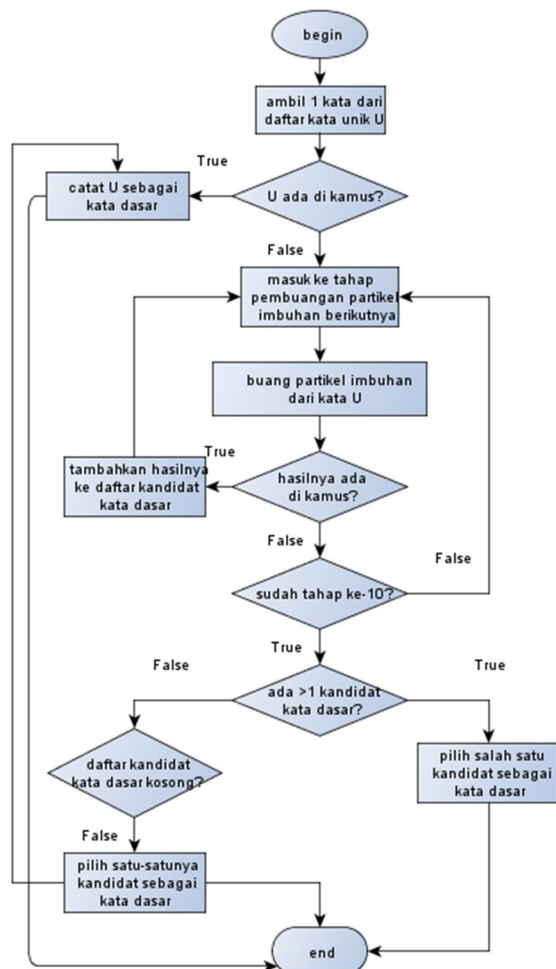 begin
ambil 1 kata dari
daftar kata unik U
True
U ada di kamus?
catat U sebagai
kata dasar
False
masuk ke tahap
pembuangan partikel
imbuhan berikutnya
buang partikel imbuhan
dari kata U
True
hasilnya ada
di kamus?
tambahkan hasilnya
ke daftar kandidat
kata dasar
False
False
sudah tahap ke-10?
True
False
True
ada >1 kandidat
kata dasar?
daftar kandidat
kata dasar kosong?
pilih salah satu
kandidat sebagai
kata dasar
False
pilih satu-satunya
kandidat sebagai
kata dasar
end